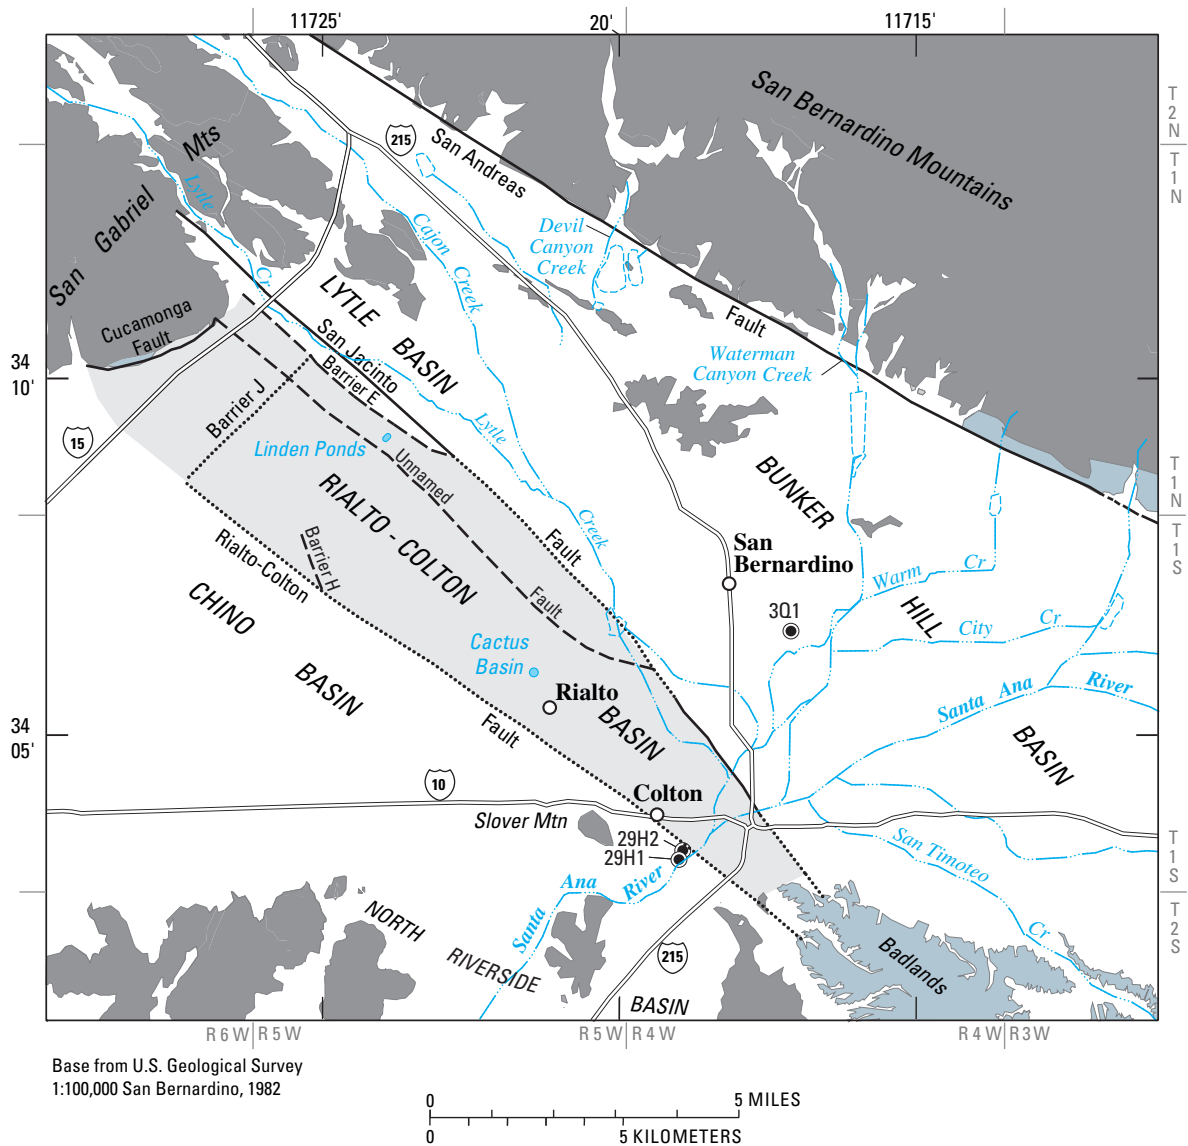 11725' 20' 11715'
T
2
N
T
1
N
San Bernardino Mountains
215
San Andreas
Fault
San Gabriel Mts
Lytle
Cr
Cajon Creek
Devil
Canyon
Creek
Cucamonga
Fault
LYTLE
BASIN
San Jacinto
Barrier E
Waterman
Canyon Creek
34
10'
Barrier J
15
Linden Ponds
Lytle
Creek
Unnamed
Fault
Fault
RIALTO - COLTON
BASIN
Barrier H
Rialto-Colton
Fault
CHINO
BASIN
BUNKER
HILL
BASIN
T
1
N
T
1
S
San
Bernardino
3Q1
Warm Cr
City Cr
Santa Ana River
Cactus
Basin
Rialto
34
05'
10
Colton
Slover Mtn
29H2
29H1
San Timoteo
Cr
T
1
S
T
2
S
Santa Ana River
NORTH
RIVERSIDE
BASIN
215
Badlands
R 6 W R 5 W R 5 W R 4 W R 4 W R 3 W
Base from U.S. Geological Survey
1:100,000 San Bernardino, 1982
0 5 MILES
0 5 KILOMETERS